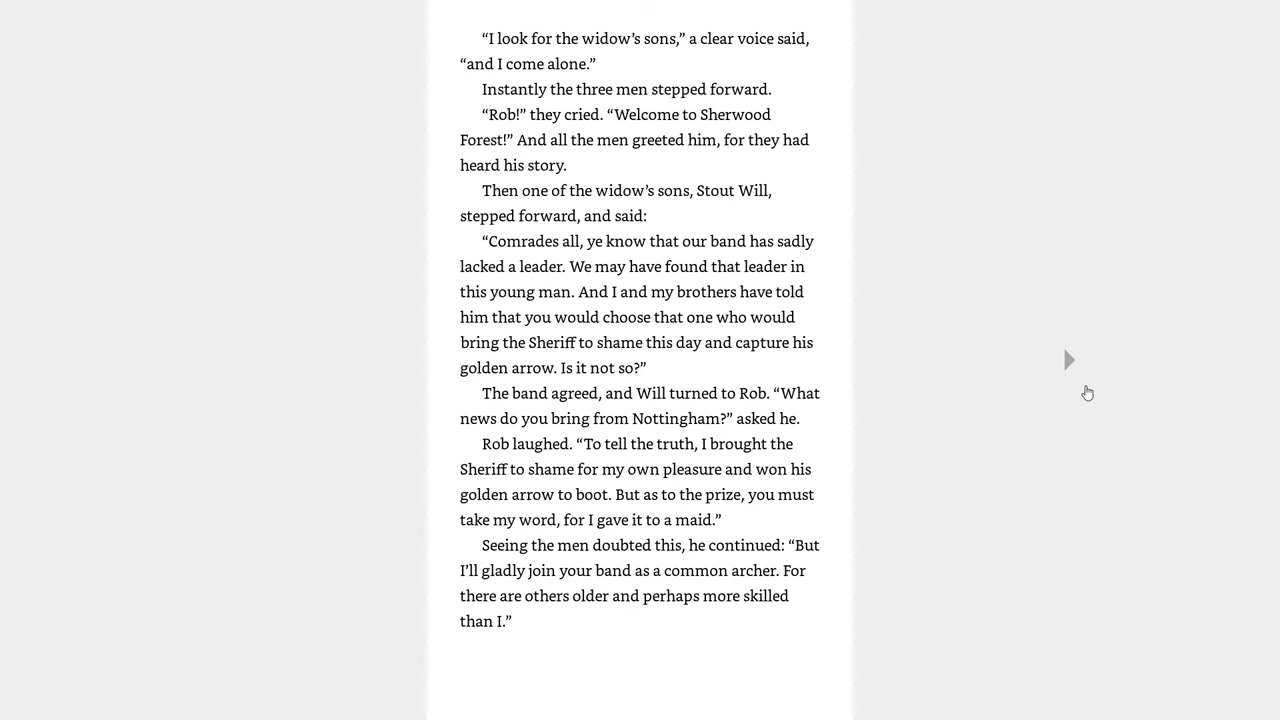 “I look for the widow’s sons,” a clear voice said,
“and I come alone.”
Instantly the three men stepped forward.
“Rob!” they cried. “Welcome to Sherwood
Forest!” And all the men greeted him, for they had
heard his story.
Then one of the widow’s sons, Stout Will,
stepped forward, and said:
“Comrades all, ye know that our band has sadly
lacked a leader. We may have found that leader in
this young man. And I and my brothers have told
him that you would choose that one who would
bring the Sheriff to shame this day and capture his
golden arrow. Is it not so?”
The band agreed, and Will turned to Rob. “What
news do you bring from Nottingham?” asked he.
Rob laughed. “To tell the truth, I brought the
Sheriff to shame for my own pleasure and won his
golden arrow to boot. But as to the prize, you must
take my word, for I gave it to a maid.”
Seeing the men doubted this, he continued: “But
I’ll gladly join your band as a common archer. For
there are others older and perhaps more skilled
than I.”